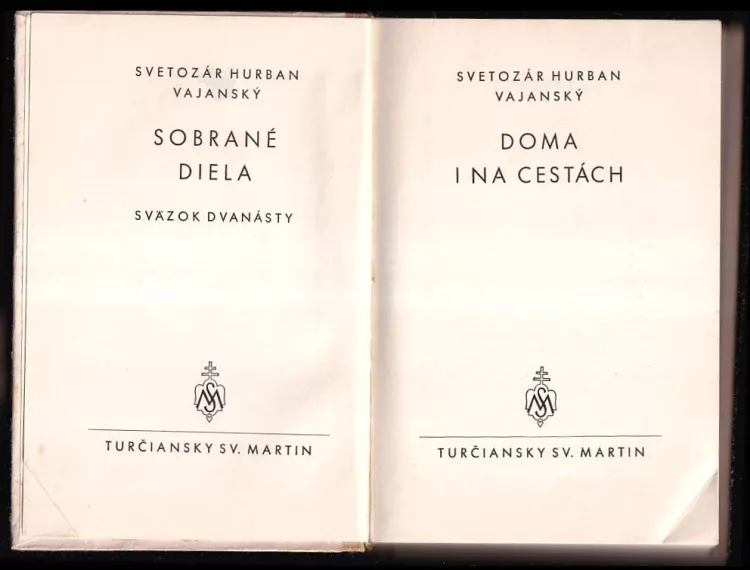 SVETOZÁR HURBAN
VAJANSKÝ
SOBRANÉ
DIELA
SVÄZOK DVANÁSTY
TURČIANSKY SV. MARTIN
SVETOZÁR HURBAN
VAJANSKÝ
DOMA
I NA CESTÁCH
TURČIANSKY SV. MARTIN